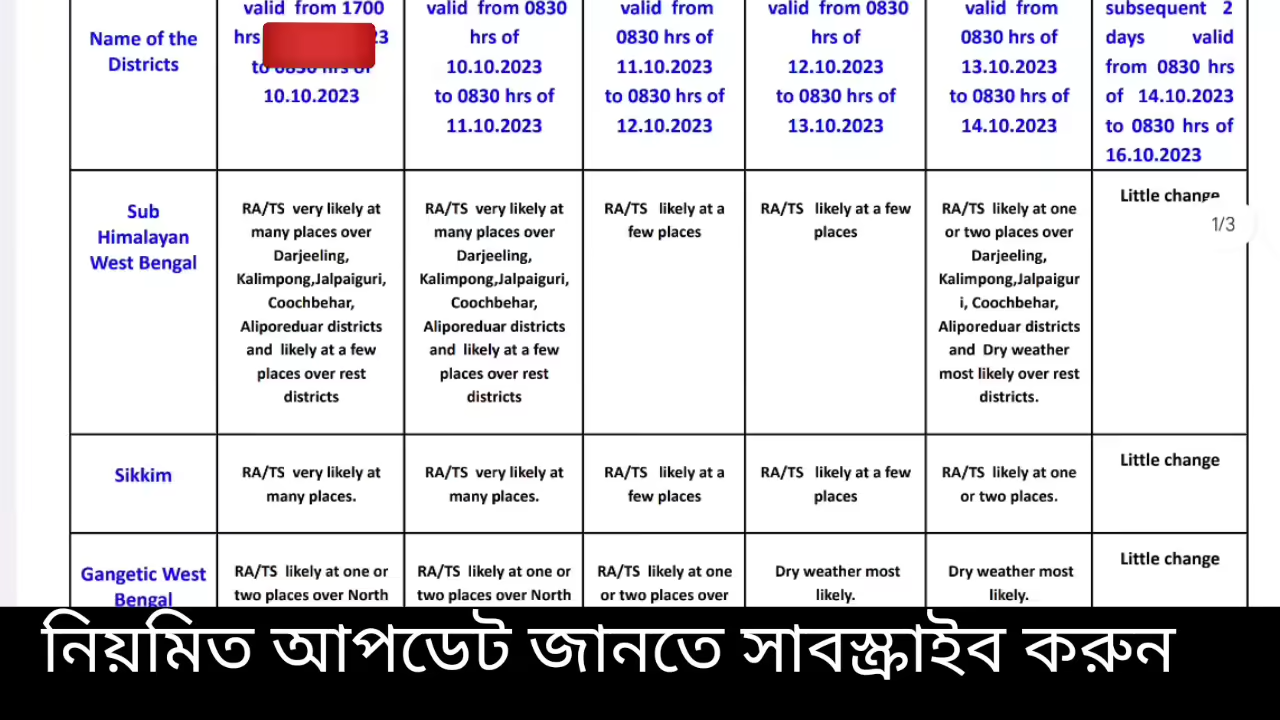 Name of the
Districts
valid from 1700
hrs 23
to 0830 hrs of
10.10.2023
valid from 0830
hrs of
10.10.2023
to 0830 hrs of
11.10.2023
valid from
0830 hrs of
11.10.2023
to 0830 hrs of
12.10.2023
valid from 0830
hrs of
12.10.2023
to 0830 hrs of
13.10.2023
valid from
0830 hrs of
13.10.2023
to 0830 hrs of
14.10.2023
subsequent 2
days valid
from 0830 hrs
of 14.10.2023
to 0830 hrs of
16.10.2023
Sub
Himalayan
West Bengal
RA/TS very likely at
many places over
Darjeeling,
Kalimpong,Jalpaiguri,
Coochbehar,
Aliporeduar districts
and likely at a few
places over rest
districts
RA/TS very likely at
many places over
Darjeeling,
Kalimpong,Jalpaiguri,
Coochbehar,
Aliporeduar districts
and likely at a few
places over rest
districts
RA/TS likely at a
few places
RA/TS likely at a few
places
RA/TS likely at one
or two places over
Darjeeling,
Kalimpong,Jalpaigur
i, Coochbehar,
Aliporeduar districts
and Dry weather
most likely over rest
districts.
Little change
1/3
Sikkim
RA/TS very likely at
many places.
RA/TS very likely at
many places.
RA/TS likely at a
few places
RA/TS likely at a few
places
RA/TS likely at one
or two places.
Little change
Gangetic West
Bengal
RA/TS likely at one or
two places over North
RA/TS likely at one or
two places over North
RA/TS likely at one
or two places over
Dry weather most
likely.
Dry weather most
likely.
Little change
নিয়মিত আপডেট জানতে সাবস্ক্রাইব করুন